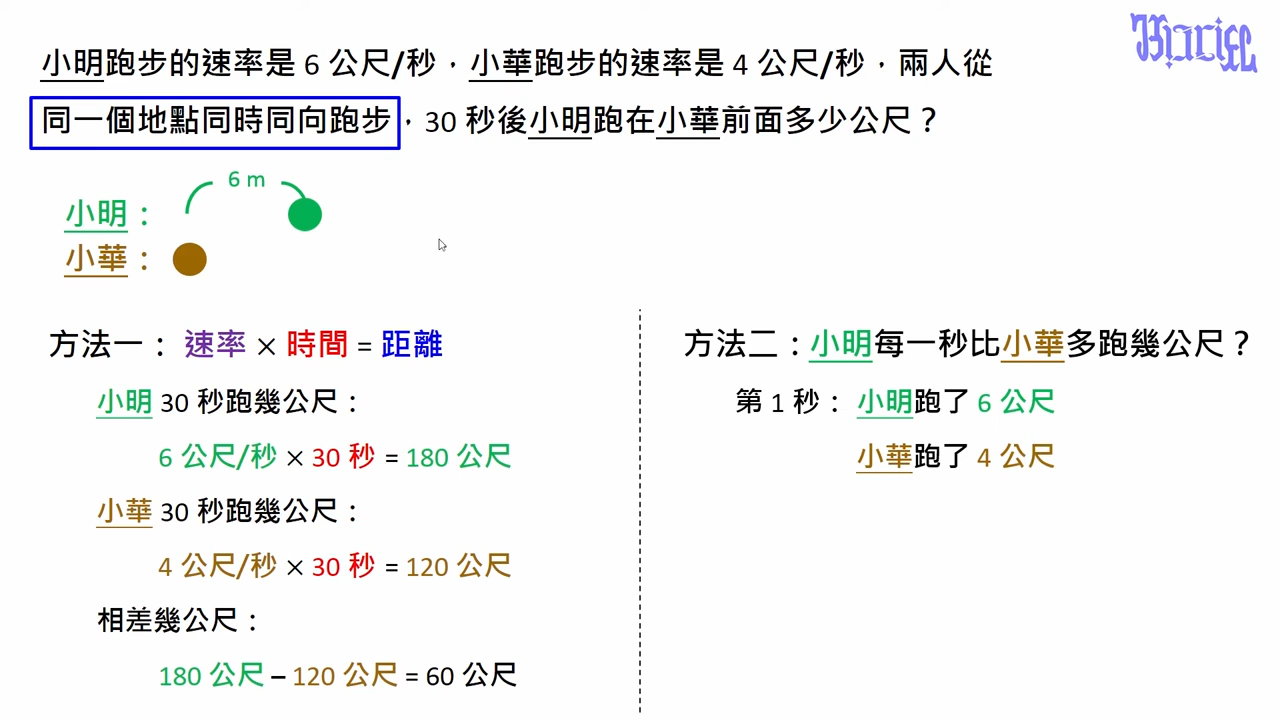 小明跑步的速率是 6 公尺/秒，小華跑步的速率是 4 公尺/秒，兩人從
同一個地點同時同向跑步，30 秒後小明跑在小華前面多少公尺？
6 m
小明：
小華：
方法一： 速率 × 時間 = 距離
小明 30 秒跑幾公尺：
6 公尺/秒 × 30 秒 = 180 公尺
小華 30 秒跑幾公尺：
4 公尺/秒 × 30 秒 = 120 公尺
相差幾公尺：
180 公尺 – 120 公尺 = 60 公尺
方法二：小明每一秒比小華多跑幾公尺？
第 1 秒： 小明跑了 6 公尺
小華跑了 4 公尺